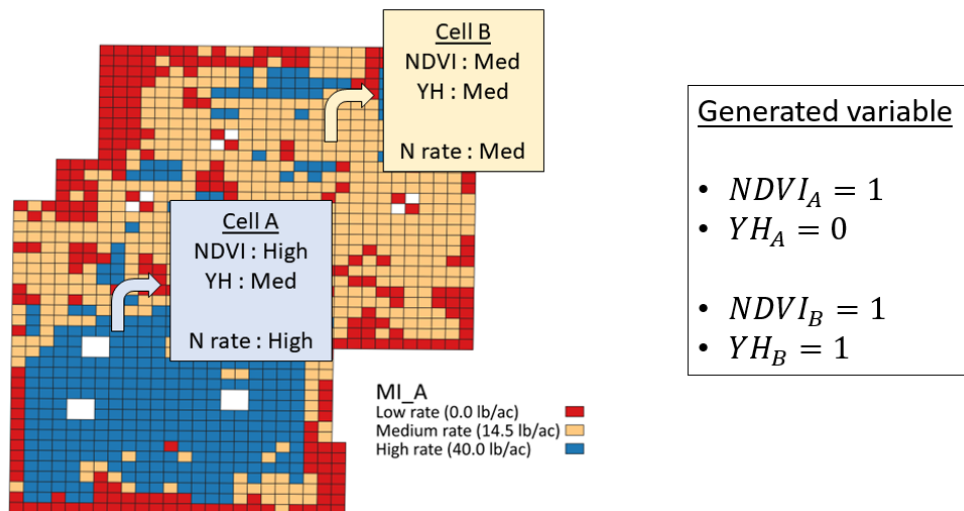 Cell B
NDVI : Med
YH : Med
N rate : Med
Cell A
NDVI : High
YH : Med
N rate : High
MI_A
Low rate (0.0 lb/ac)
Medium rate (14.5 lb/ac)
High rate (40.0 lb/ac)
Generated variable
• NDVI_A = 1
• YH_A = 0
• NDVI_B = 1
• YH_B = 1